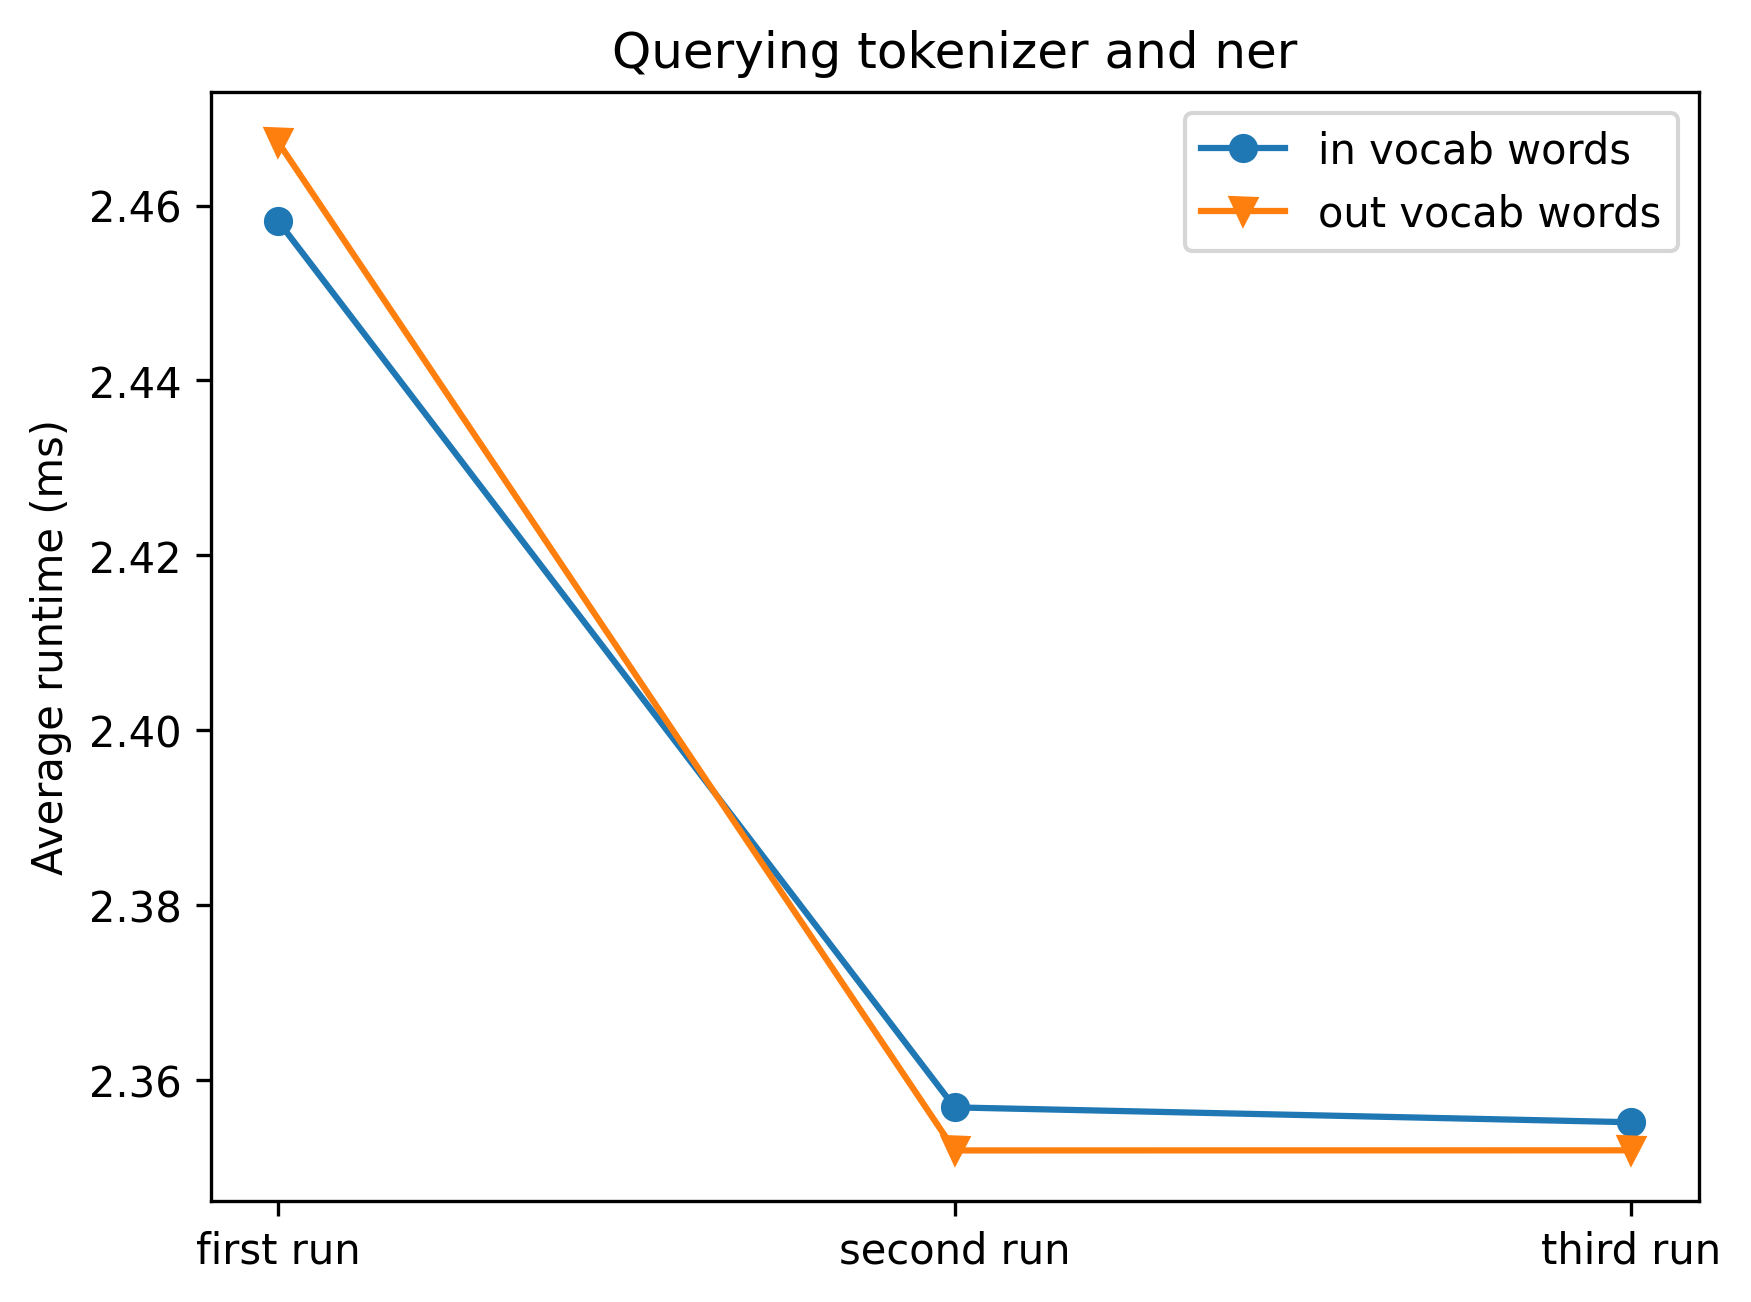 Querying tokenizer and ner
in vocab words
out vocab words
Average runtime (ms)
2.46
2.44
2.42
2.40
2.38
2.36
first run
second run
third run